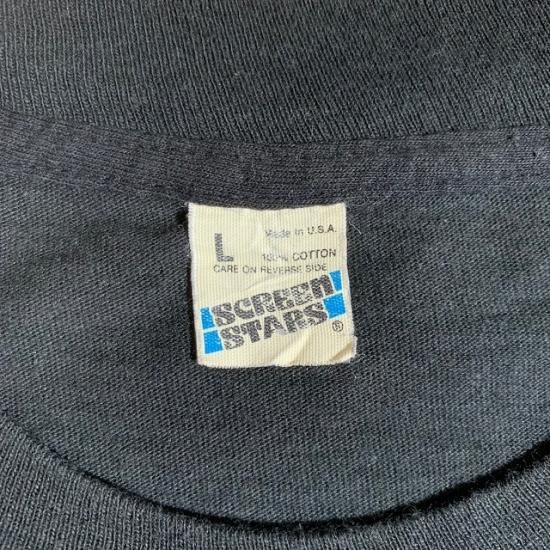 L
Made in U.S.A.
100% COTTON
CARE ON REVERSE SIDE
SCREEN
STARS®